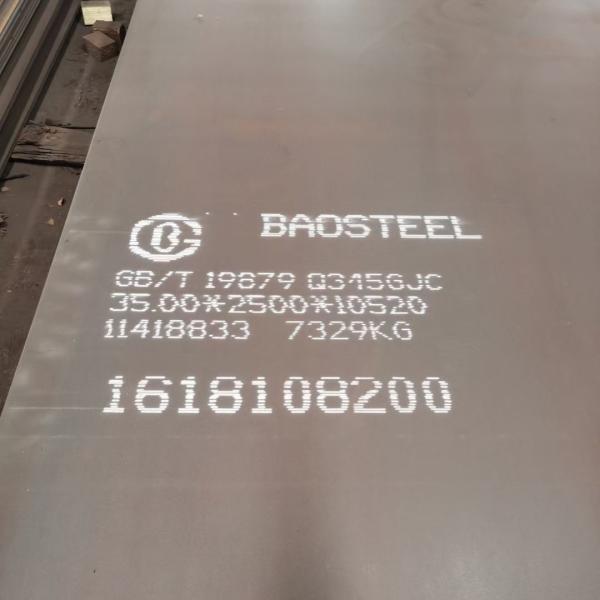 BAOSTEEL
GB/T 19879 Q345GJC
35.00*2500*10520
11418833 7329KG
1618108200